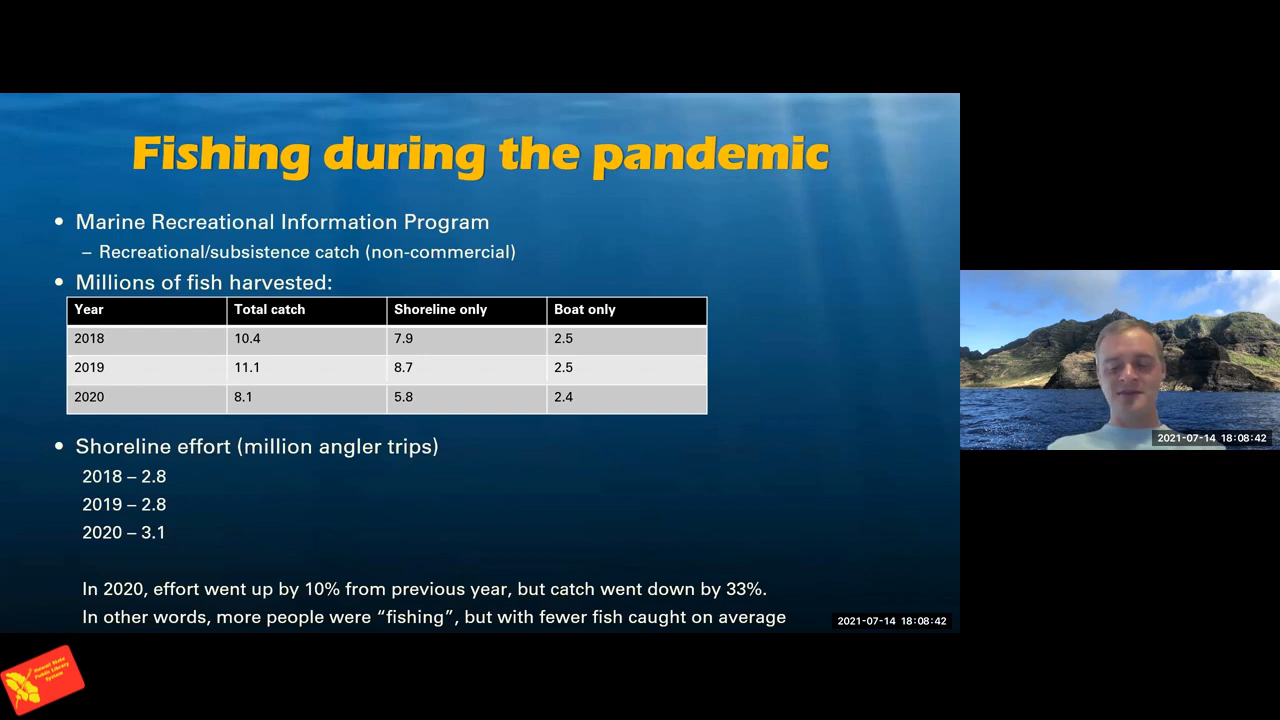 Fishing during the pandemic
• Marine Recreational Information Program
– Recreational/subsistence catch (non-commercial)
• Millions of fish harvested:
Year Total catch Shoreline only Boat only
2018 10.4 7.9 2.5
2019 11.1 8.7 2.5
2020 8.1 5.8 2.4
• Shoreline effort (million angler trips)
2018 – 2.8
2019 – 2.8
2020 – 3.1
In 2020, effort went up by 10% from previous year, but catch went down by 33%.
In other words, more people were “fishing”, but with fewer fish caught on average
2021-07-14 18:08:42
2021-07-14 18:08:42
Hawaii State
Public Library
System